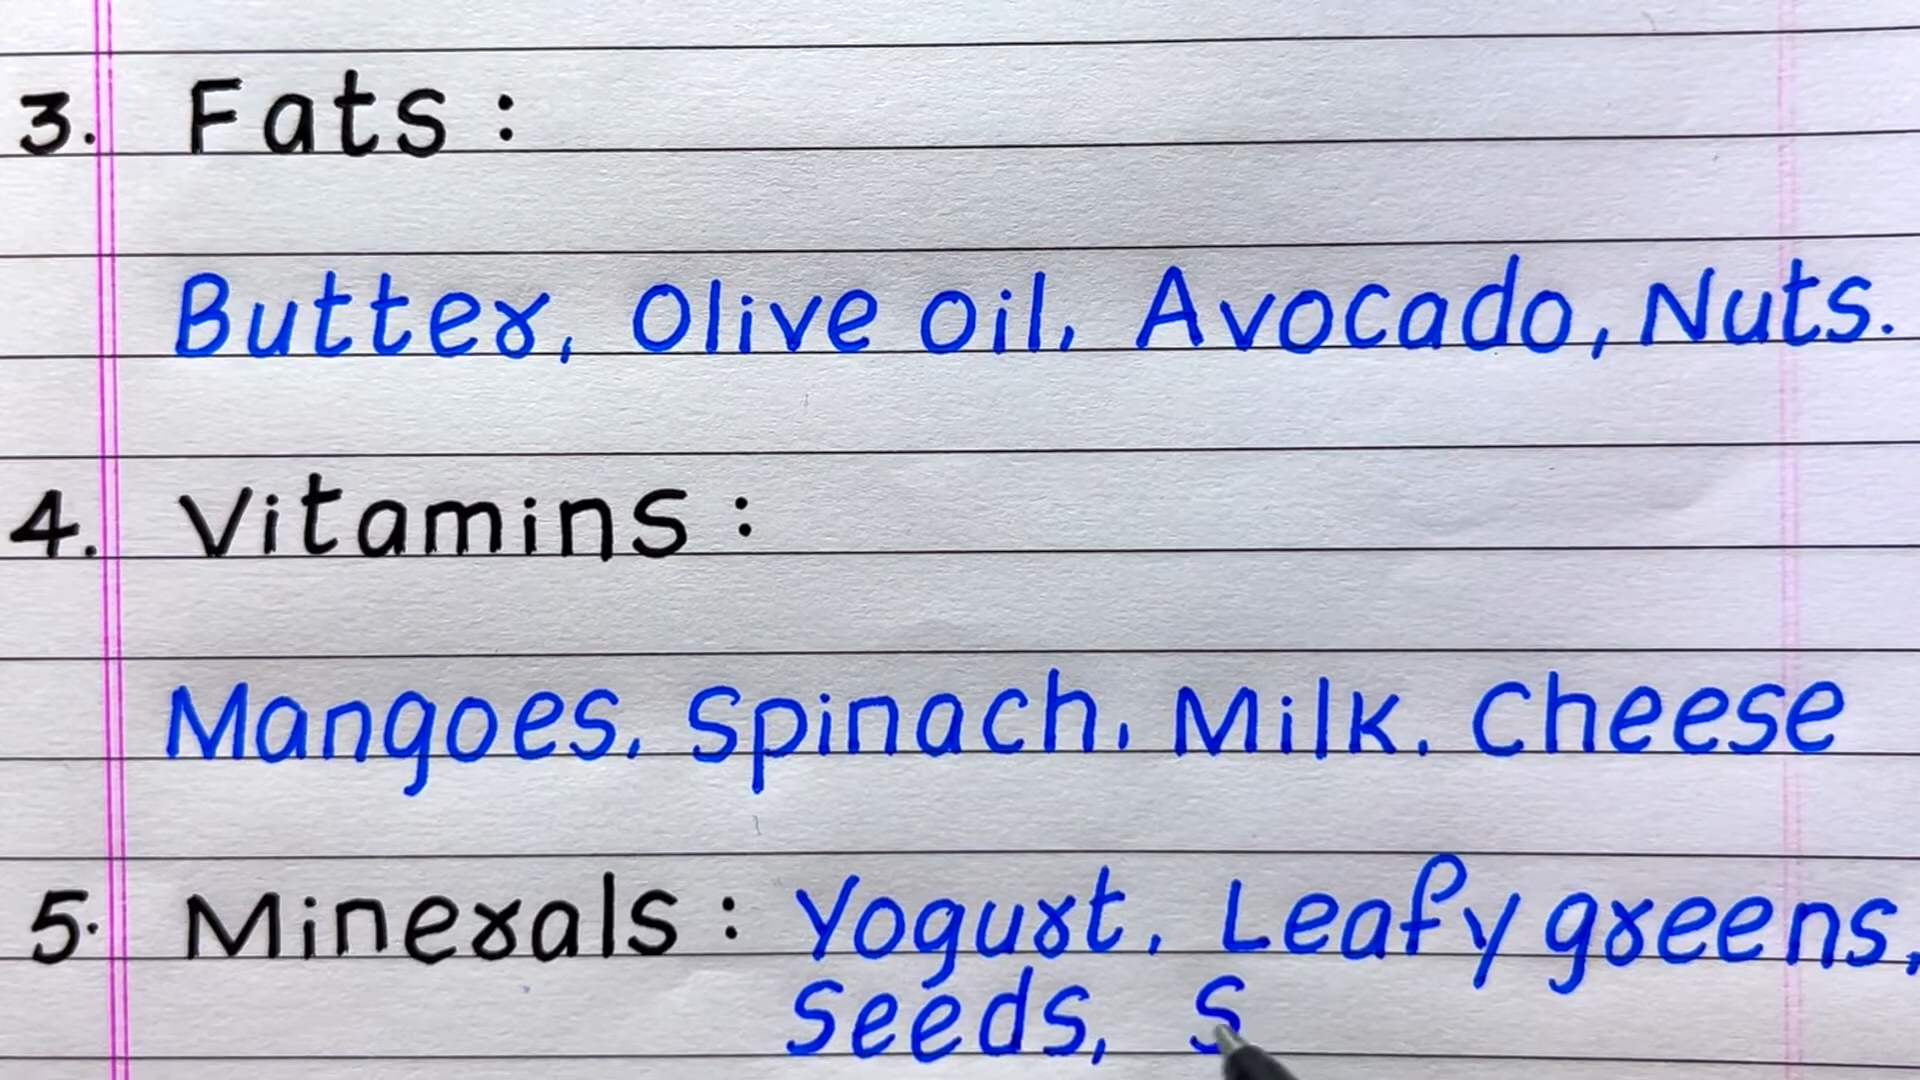 3. Fats :
Butter, Olive oil, Avocado, Nuts.
4. Vitamins :
Mangoes, Spinach, Milk, Cheese
5. Minerals : Yogurt, Leafy greens,
Seeds, S